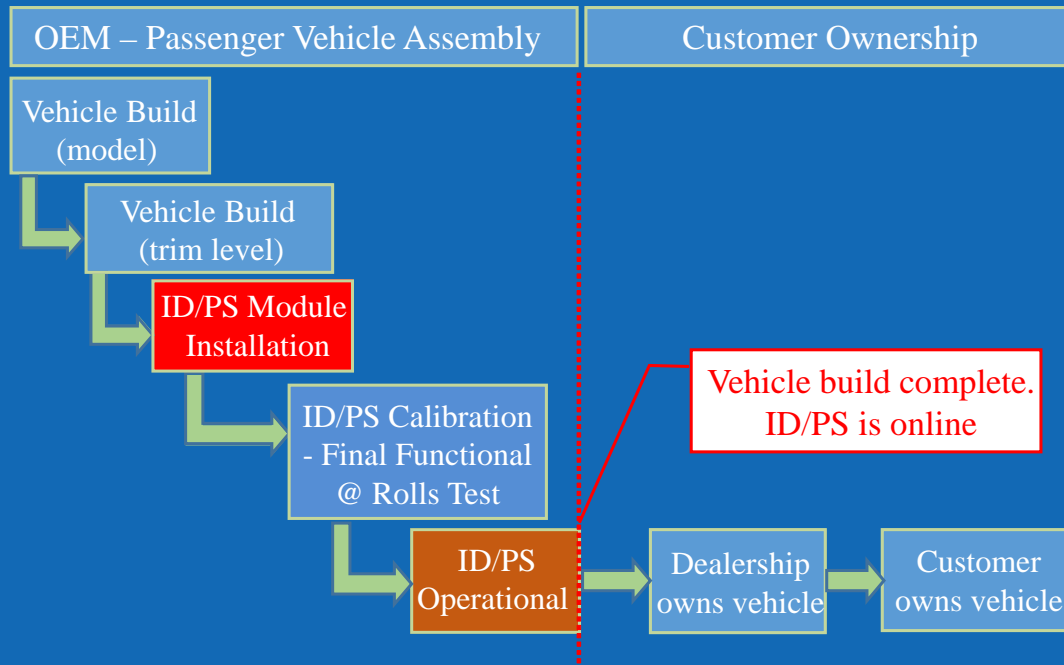 OEM – Passenger Vehicle Assembly
Customer Ownership
Vehicle Build
(model)
Vehicle Build
(trim level)
ID/PS Module
Installation
ID/PS Calibration
- Final Functional
@ Rolls Test
Vehicle build complete.
ID/PS is online
ID/PS
Operational
Dealership
owns vehicle
Customer
owns vehicle